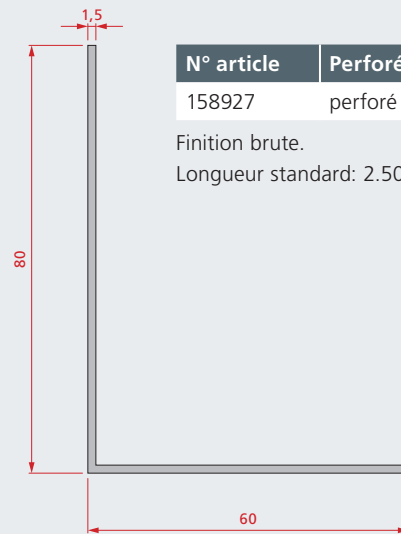 1,5
N° article Perforé
158927 perforé
Finition brute.
Longueur standard: 2.50
80
60